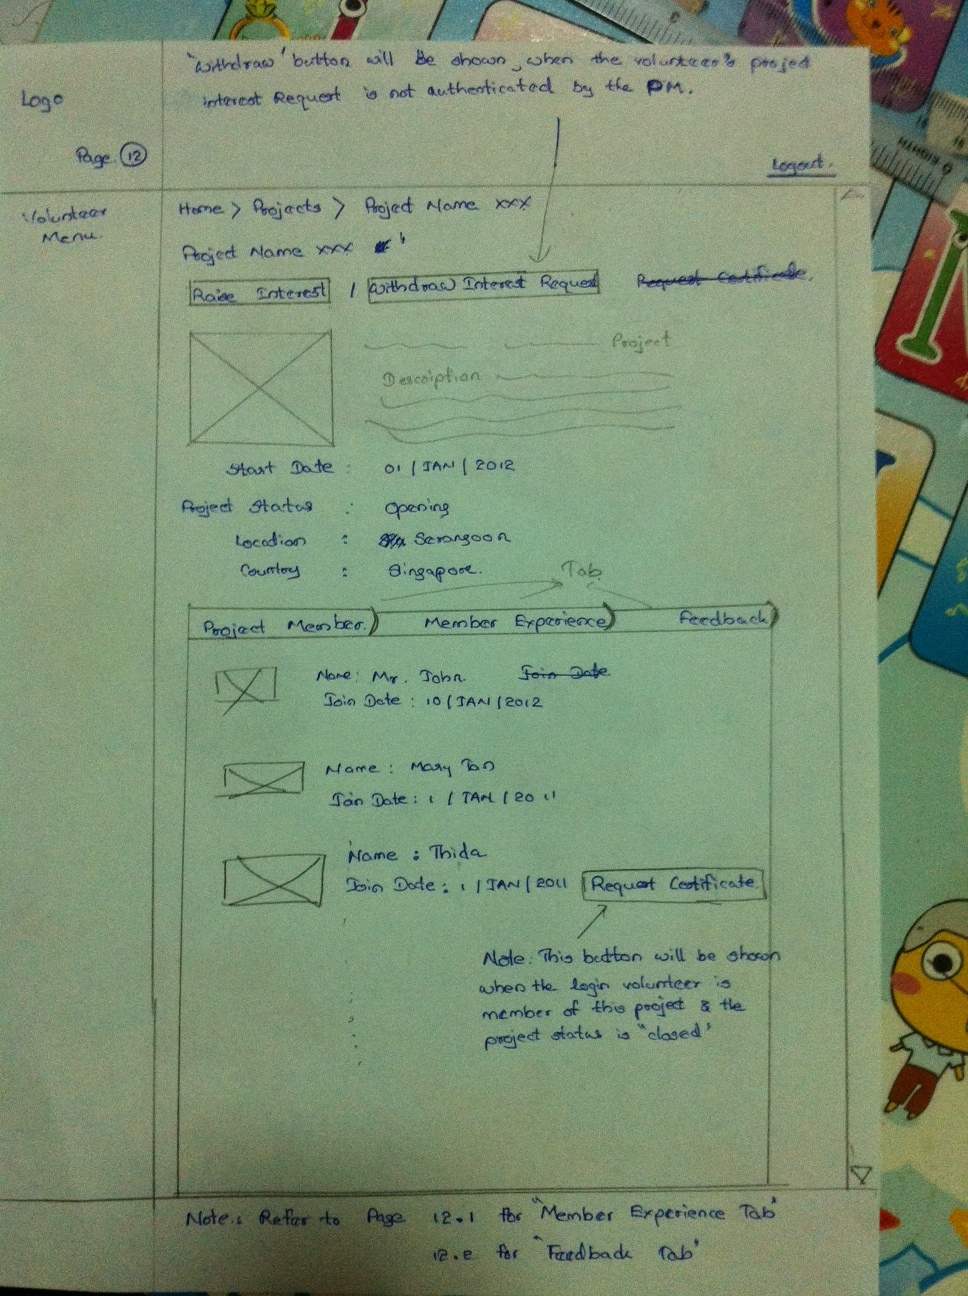 'Withdraw' button will be shown, when the volunteer's project
interest Request is not authenticated by the PM.
Logo
Page 12
Logout.
Volunteer
Menu.
Home > Projects > Project Name xxx
Project Name xxx
Raise Interest / Withdraw Interest Request Request Certificate.
Project
Description
Start Date : 01 / JAN / 2012
Project Status : Opening
Location : Serangoon
Country : Singapore.
Tab
Project Member Member Experience Feedback
Name : Mr. John Join Date
Join Date : 10 / JAN / 2012
Name : Mary Tan
Join Date : 1 / JAN / 2011
Name : Thida
Join Date : 1 / JAN / 2011 Request Certificate
Note: This button will be shown
when the login volunteer is
member of this project & the
project status is "closed"
Note: Refer to Page 12.1 for "Member Experience Tab"
12.2 for "Feedback Tab"